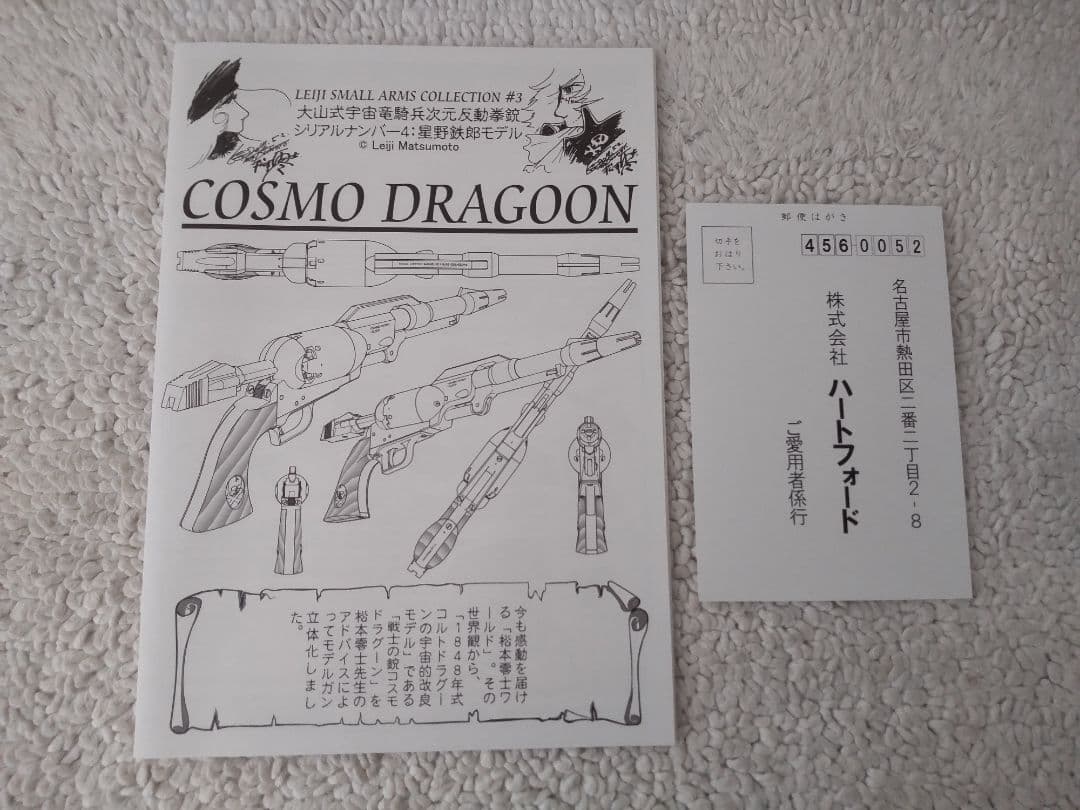 LEIJI SMALL ARMS COLLECTION #3
大山式宇宙竜騎兵次元反動拳銃
シリアルナンバー4：星野鉄郎モデル
© Leiji Matsumoto
COSMO DRAGOON
今も感動を届け
る「松本零士ワ
ールド」。その
世界観から、
「1848年式
コルトドラグー
ンの宇宙的改良
モデル」である
「戦士の銃コスモ
ドラグーン」を
松本零士先生の
アドバイスによ
ってモデルガン
立体化しまし
た。
郵便はがき
切手を
おはり
下さい。
4560052
名古屋市熱田区二番二丁目2-8
株式会社 ハートフォード
ご愛用者係行